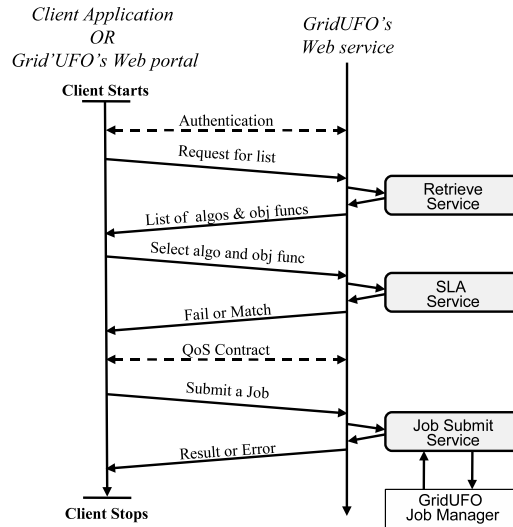 Client Application
OR
Grid'UFO's Web portal
GridUFO's
Web service
Client Starts
Authentication
Request for list
Retrieve
Service
List of algos & obj funcs
Select algo and obj func
SLA
Service
Fail or Match
QoS Contract
Submit a Job
Job Submit
Service
Result or Error
GridUFO
Job Manager
Client Stops